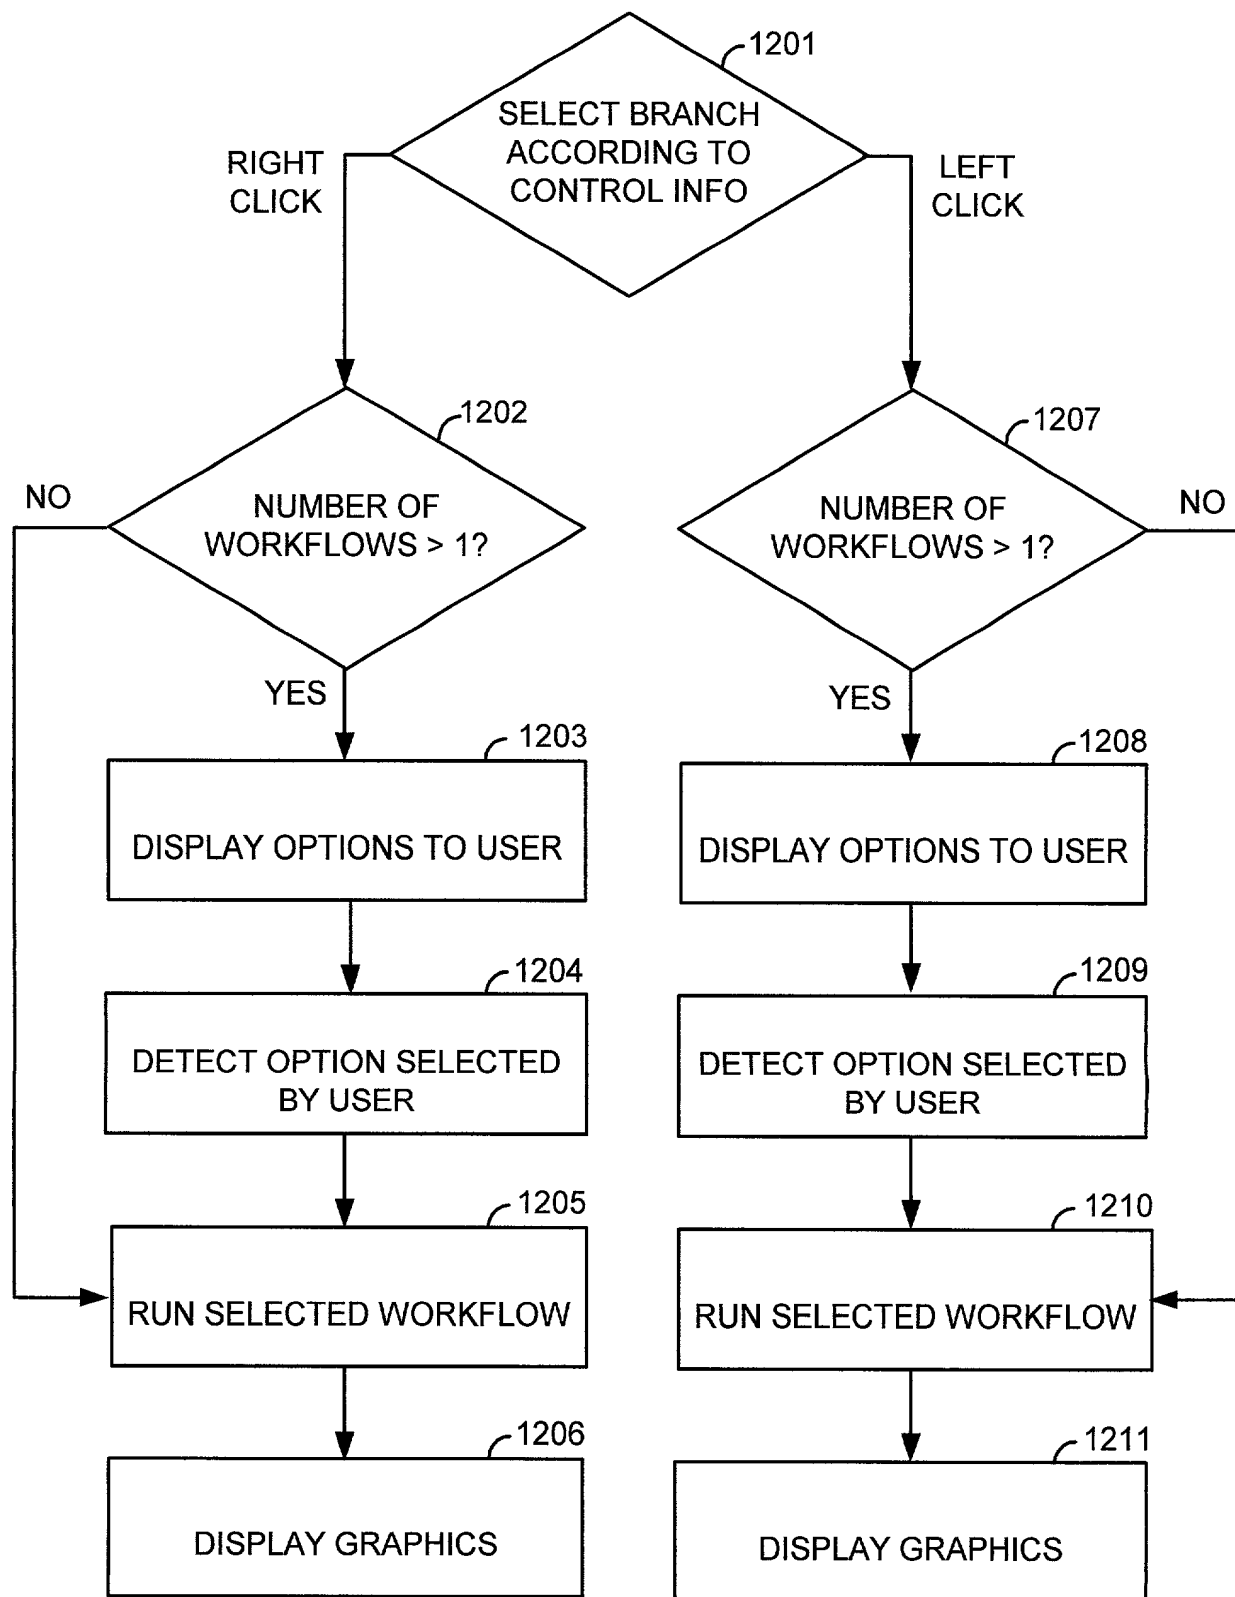 1201
SELECT BRANCH
ACCORDING TO
CONTROL INFO
RIGHT
CLICK
LEFT
CLICK
1202
NUMBER OF
WORKFLOWS > 1?
NO
YES
1207
NUMBER OF
WORKFLOWS > 1?
NO
YES
1203
DISPLAY OPTIONS TO USER
1208
DISPLAY OPTIONS TO USER
1204
DETECT OPTION SELECTED
BY USER
1209
DETECT OPTION SELECTED
BY USER
1205
RUN SELECTED WORKFLOW
1210
RUN SELECTED WORKFLOW
1206
DISPLAY GRAPHICS
1211
DISPLAY GRAPHICS